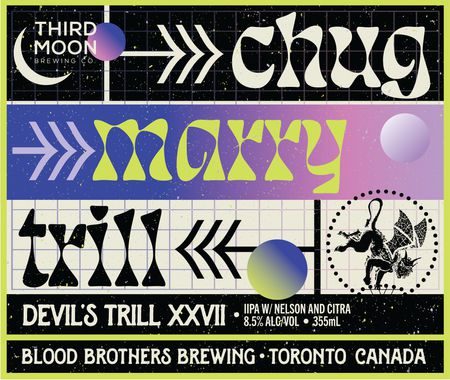 THIRD
MOON
BREWING CO.
chug
marry
trill
DEVIL'S TRILL XXVII • IIPA W/ NELSON AND CITRA
8.5% ALC/VOL • 355mL
BLOOD BROTHERS BREWING • TORONTO CANADA